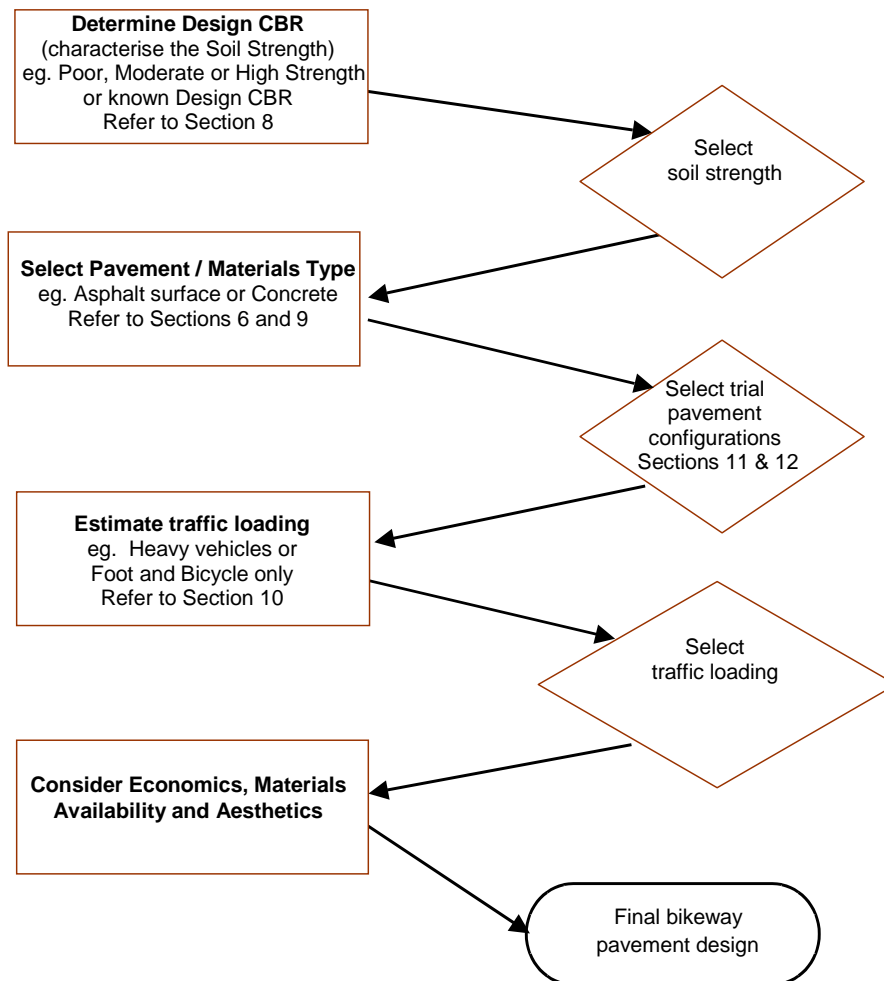 Determine Design CBR
(characterise the Soil Strength)
eg. Poor, Moderate or High Strength
or known Design CBR
Refer to Section 8
Select
soil strength
Select Pavement / Materials Type
eg. Asphalt surface or Concrete
Refer to Sections 6 and 9
Select trial
pavement
configurations
Sections 11 & 12
Estimate traffic loading
eg. Heavy vehicles or
Foot and Bicycle only
Refer to Section 10
Select
traffic loading
Consider Economics, Materials
Availability and Aesthetics
Final bikeway
pavement design